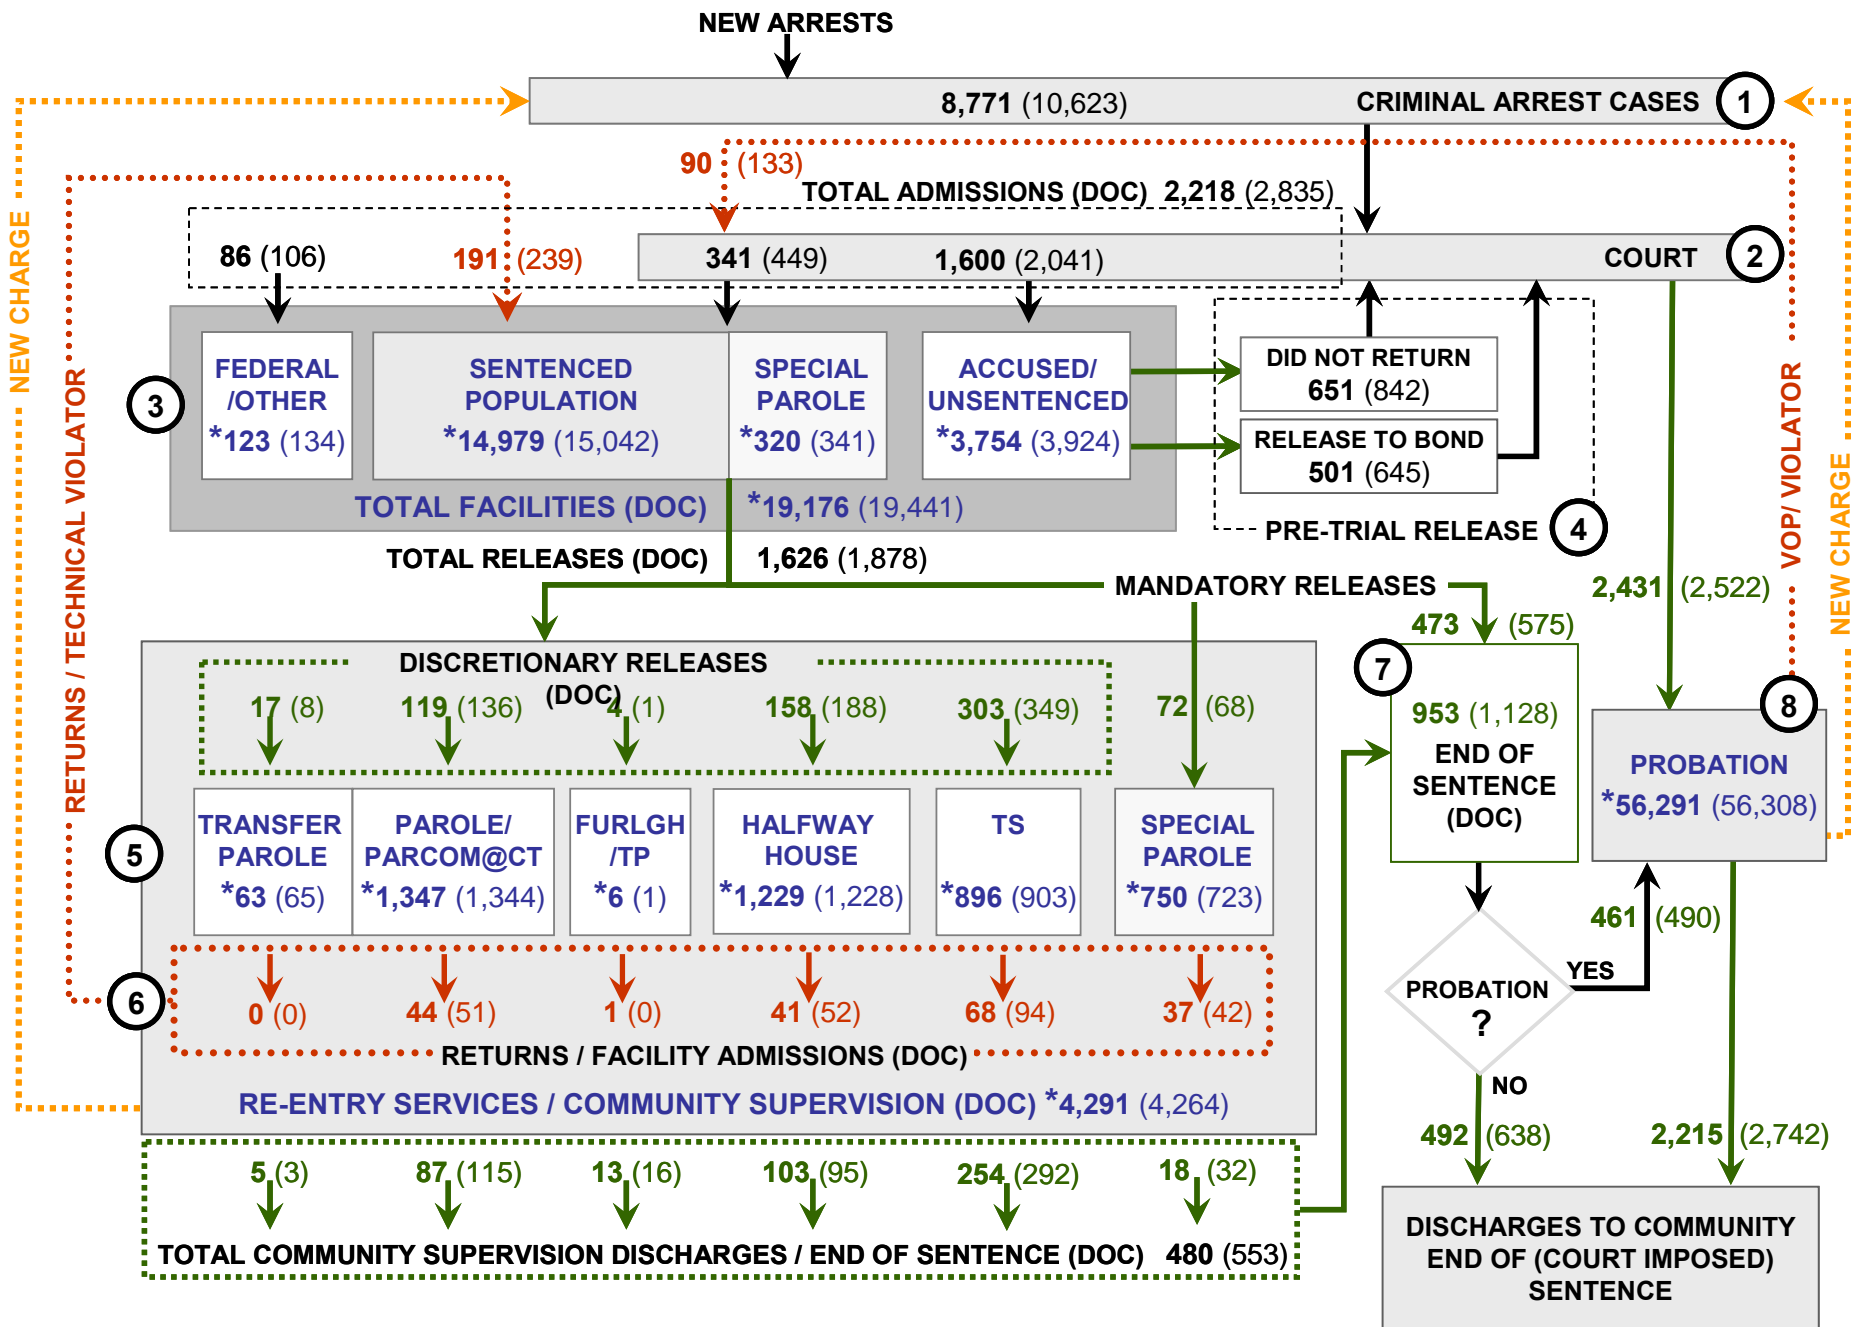 NEW ARRESTS
8,771 (10,623) CRIMINAL ARREST CASES 1
90 (133)
TOTAL ADMISSIONS (DOC) 2,218 (2,835)
86 (106) 191 (239) 341 (449) 1,600 (2,041) COURT 2
NEW CHARGE
RETURNS / TECHNICAL VIOLATOR
VOP/ VIOLATOR
NEW CHARGE
3
FEDERAL
/OTHER
*123 (134)
SENTENCED
POPULATION
*14,979 (15,042)
SPECIAL
PAROLE
*320 (341)
ACCUSED/
UNSENTENCED
*3,754 (3,924)
DID NOT RETURN
651 (842)
RELEASE TO BOND
501 (645)
TOTAL FACILITIES (DOC) *19,176 (19,441)
PRE-TRIAL RELEASE 4
TOTAL RELEASES (DOC) 1,626 (1,878)
MANDATORY RELEASES
2,431 (2,522)
473 (575)
DISCRETIONARY RELEASES
(DOC)
17 (8) 119 (136) 4 (1) 158 (188) 303 (349) 72 (68)
7
953 (1,128)
END OF
SENTENCE
(DOC)
8
PROBATION
*56,291 (56,308)
5
TRANSFER
PAROLE
*63 (65)
PAROLE/
PARCOM@CT
*1,347 (1,344)
FURLGH
/TP
*6 (1)
HALFWAY
HOUSE
*1,229 (1,228)
TS
*896 (903)
SPECIAL
PAROLE
*750 (723)
461 (490)
YES
PROBATION
?
NO
6
0 (0) 44 (51) 1 (0) 41 (52) 68 (94) 37 (42)
RETURNS / FACILITY ADMISSIONS (DOC)
RE-ENTRY SERVICES / COMMUNITY SUPERVISION (DOC) *4,291 (4,264)
492 (638) 2,215 (2,742)
5 (3) 87 (115) 13 (16) 103 (95) 254 (292) 18 (32)
TOTAL COMMUNITY SUPERVISION DISCHARGES / END OF SENTENCE (DOC) 480 (553)
DISCHARGES TO COMMUNITY
END OF (COURT IMPOSED)
SENTENCE